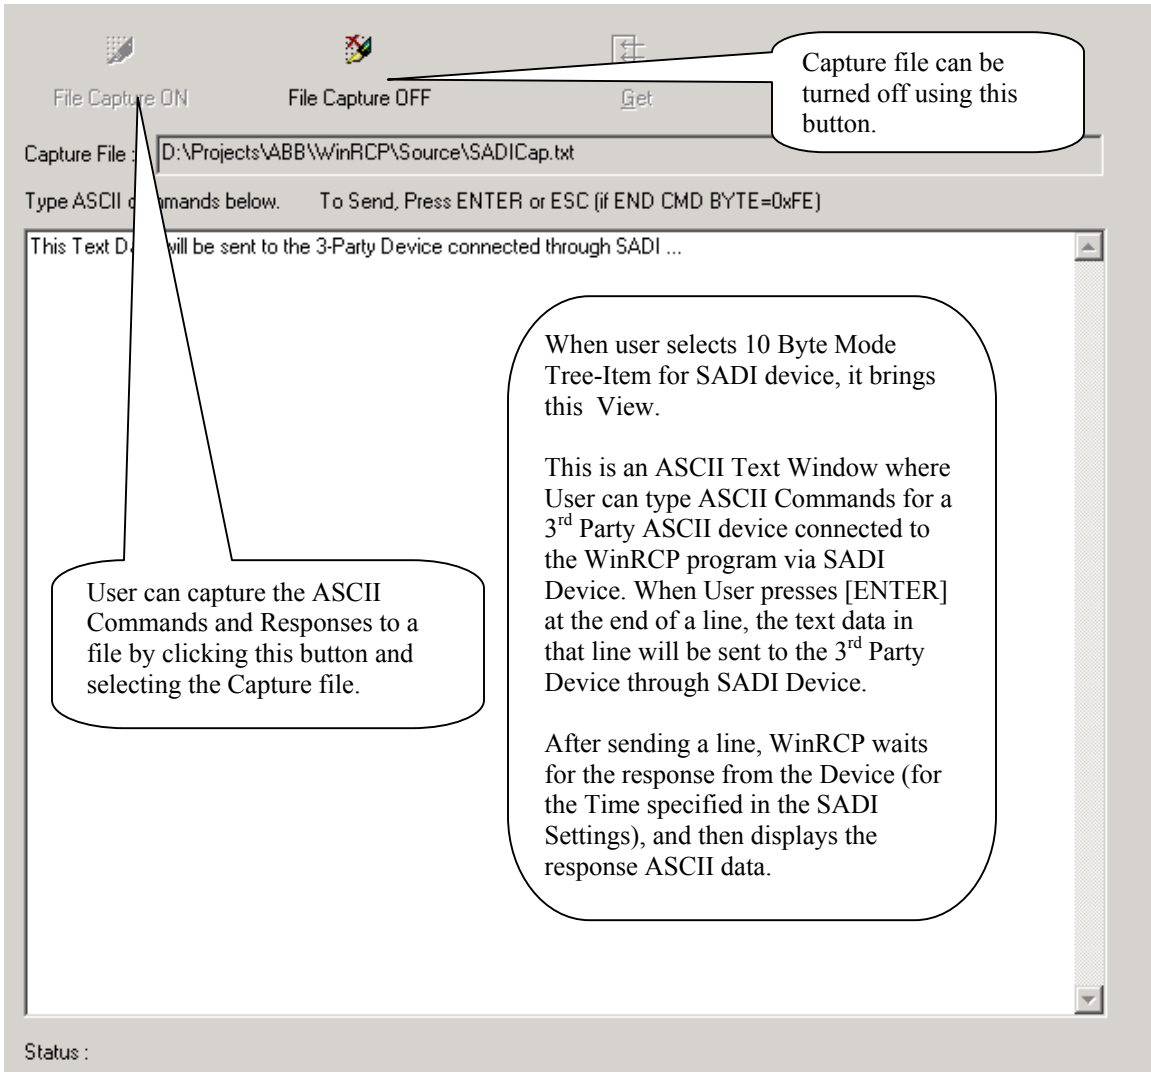 File Capture ON
File Capture OFF
Get
Capture file can be
turned off using this
button.
Capture File :
D:\Projects\ABB\WinRCP\Source\SADICap.txt
Type ASCII commands below. To Send, Press ENTER or ESC (if END CMD BYTE=0xFE)
This Text Data will be sent to the 3-Party Device connected through SADI ...
When user selects 10 Byte Mode
Tree-Item for SADI device, it brings
this View.
This is an ASCII Text Window where
User can type ASCII Commands for a
3rd Party ASCII device connected to
the WinRCP program via SADI
Device. When User presses [ENTER]
at the end of a line, the text data in
that line will be sent to the 3rd Party
Device through SADI Device.
After sending a line, WinRCP waits
for the response from the Device (for
the Time specified in the SADI
Settings), and then displays the
response ASCII data.
User can capture the ASCII
Commands and Responses to a
file by clicking this button and
selecting the Capture file.
Status :